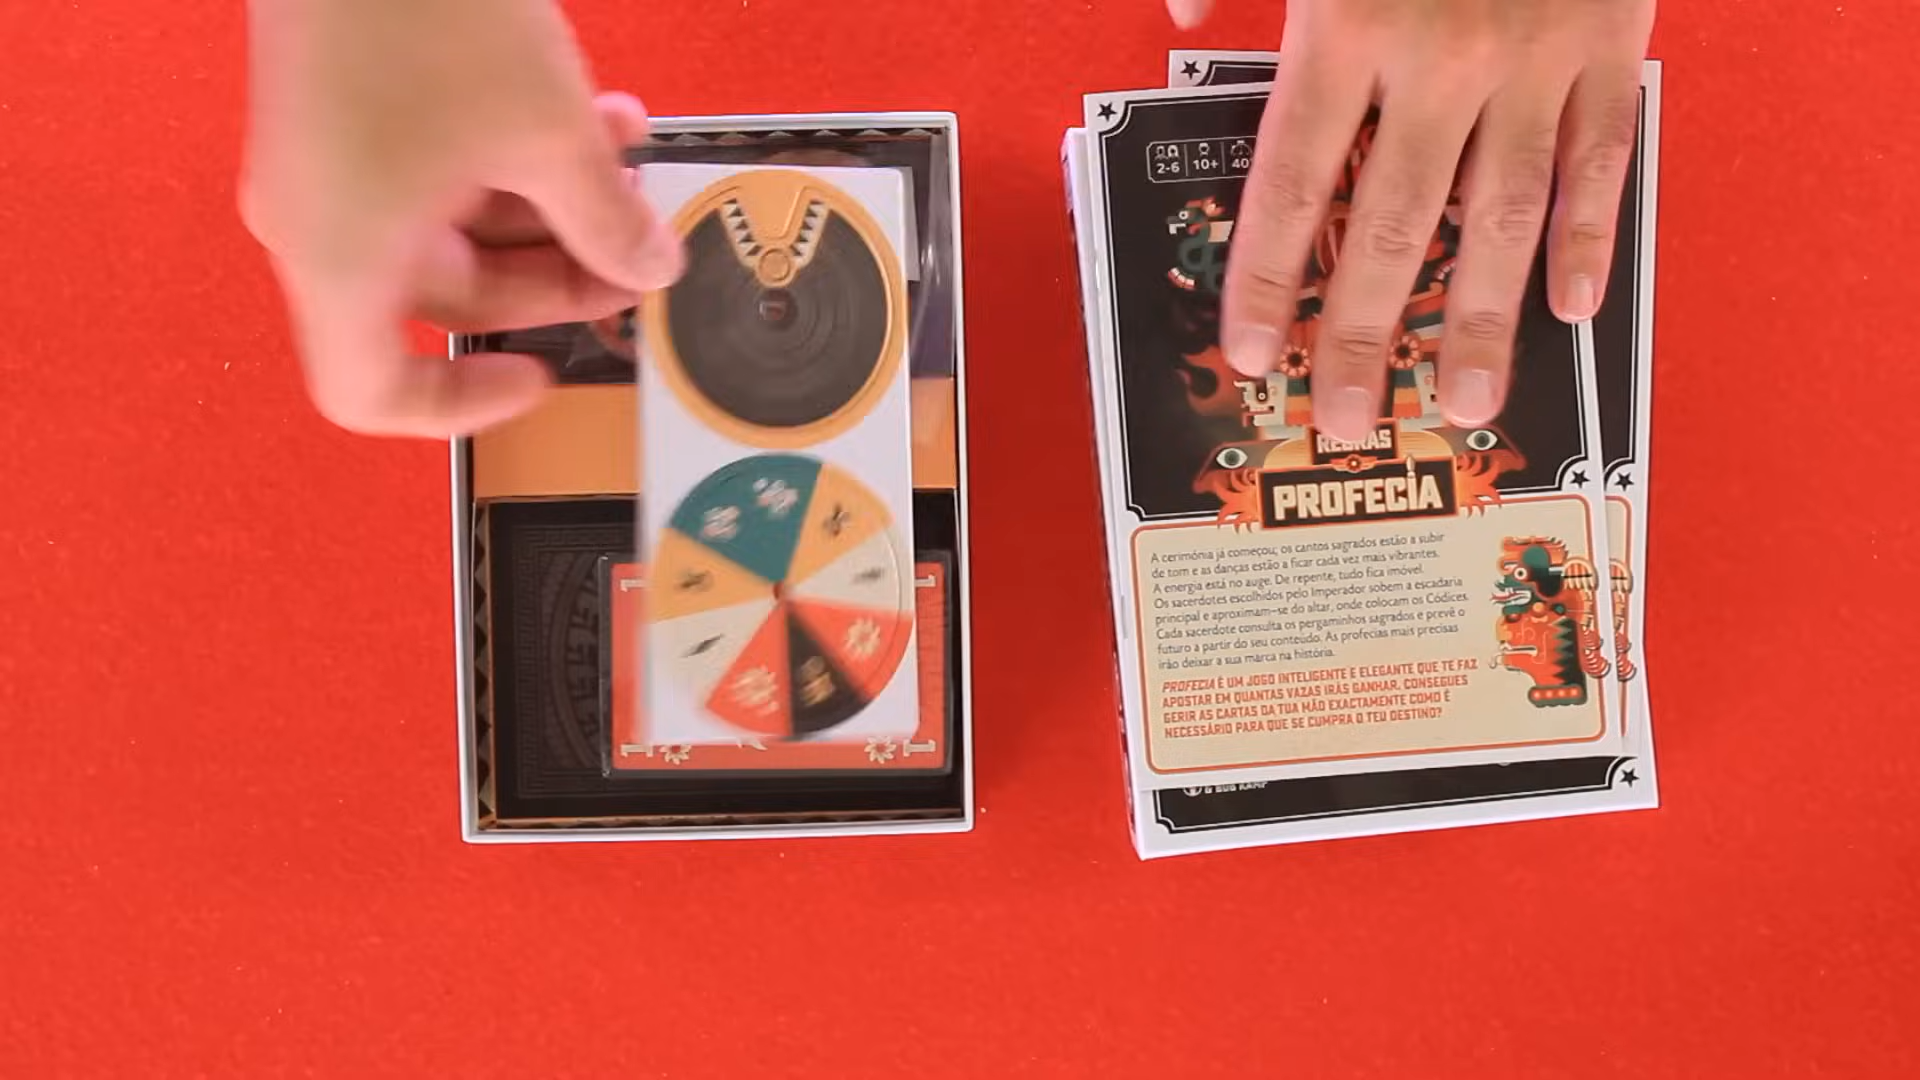 2-6 10+ 40
REGRAS
PROFECIA
A cerimónia já começou; os cantos sagrados estão a subir
de tom e as danças estão a ficar cada vez mais vibrantes.
A energia está no auge. De repente, tudo fica imóvel.
Os sacerdotes escolhidos pelo Imperador sobem a escadaria
principal e aproximam-se do altar, onde colocam os Códices.
Cada sacerdote consulta os pergaminhos sagrados e prevê o
futuro a partir do seu conteúdo. As profecias mais precisas
irão deixar a sua marca na história.
PROFECIA É UM JOGO INTELIGENTE E ELEGANTE QUE TE FAZ
APOSTAR EM QUANTAS VAZAS IRÁS GANHAR. CONSEGUES
GERIR AS CARTAS DA TUA MÃO EXACTAMENTE COMO É
NECESSÁRIO PARA QUE SE CUMPRA O TEU DESTINO?
1 1
1 1